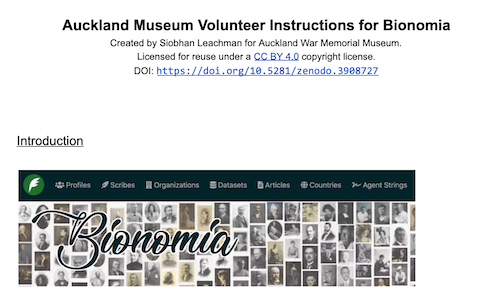 Auckland Museum Volunteer Instructions for Bionomia
Created by Siobhan Leachman for Auckland War Memorial Museum.
Licensed for reuse under a CC BY 4.0 copyright license.
DOI: https://doi.org/10.5281/zenodo.3908727
Introduction
Profiles Scribes Organizations Datasets Articles Countries Agent Strings
Bionomia